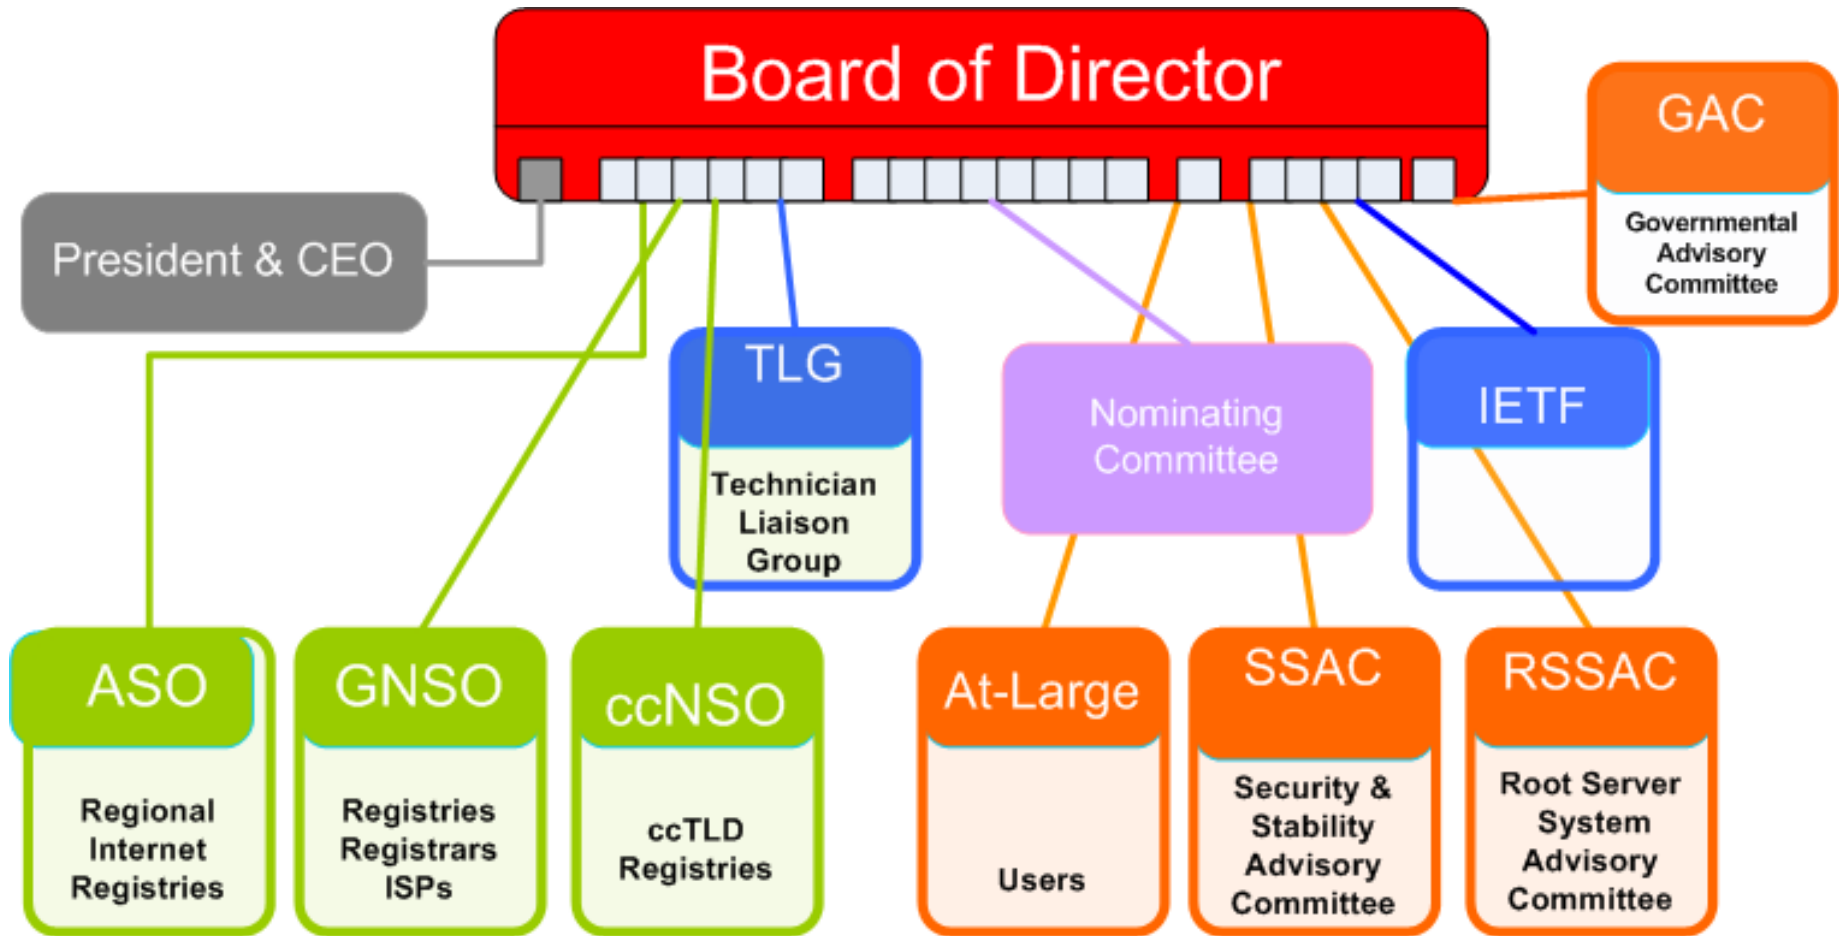 Board of Director
GAC
Governmental
Advisory
Committee
President & CEO
TLG
Technician
Liaison
Group
Nominating
Committee
IETF
ASO
Regional
Internet
Registries
GNSO
Registries
Registrars
ISPs
ccNSO
ccTLD
Registries
At-Large
Users
SSAC
Security &
Stability
Advisory
Committee
RSSAC
Root Server
System
Advisory
Committee